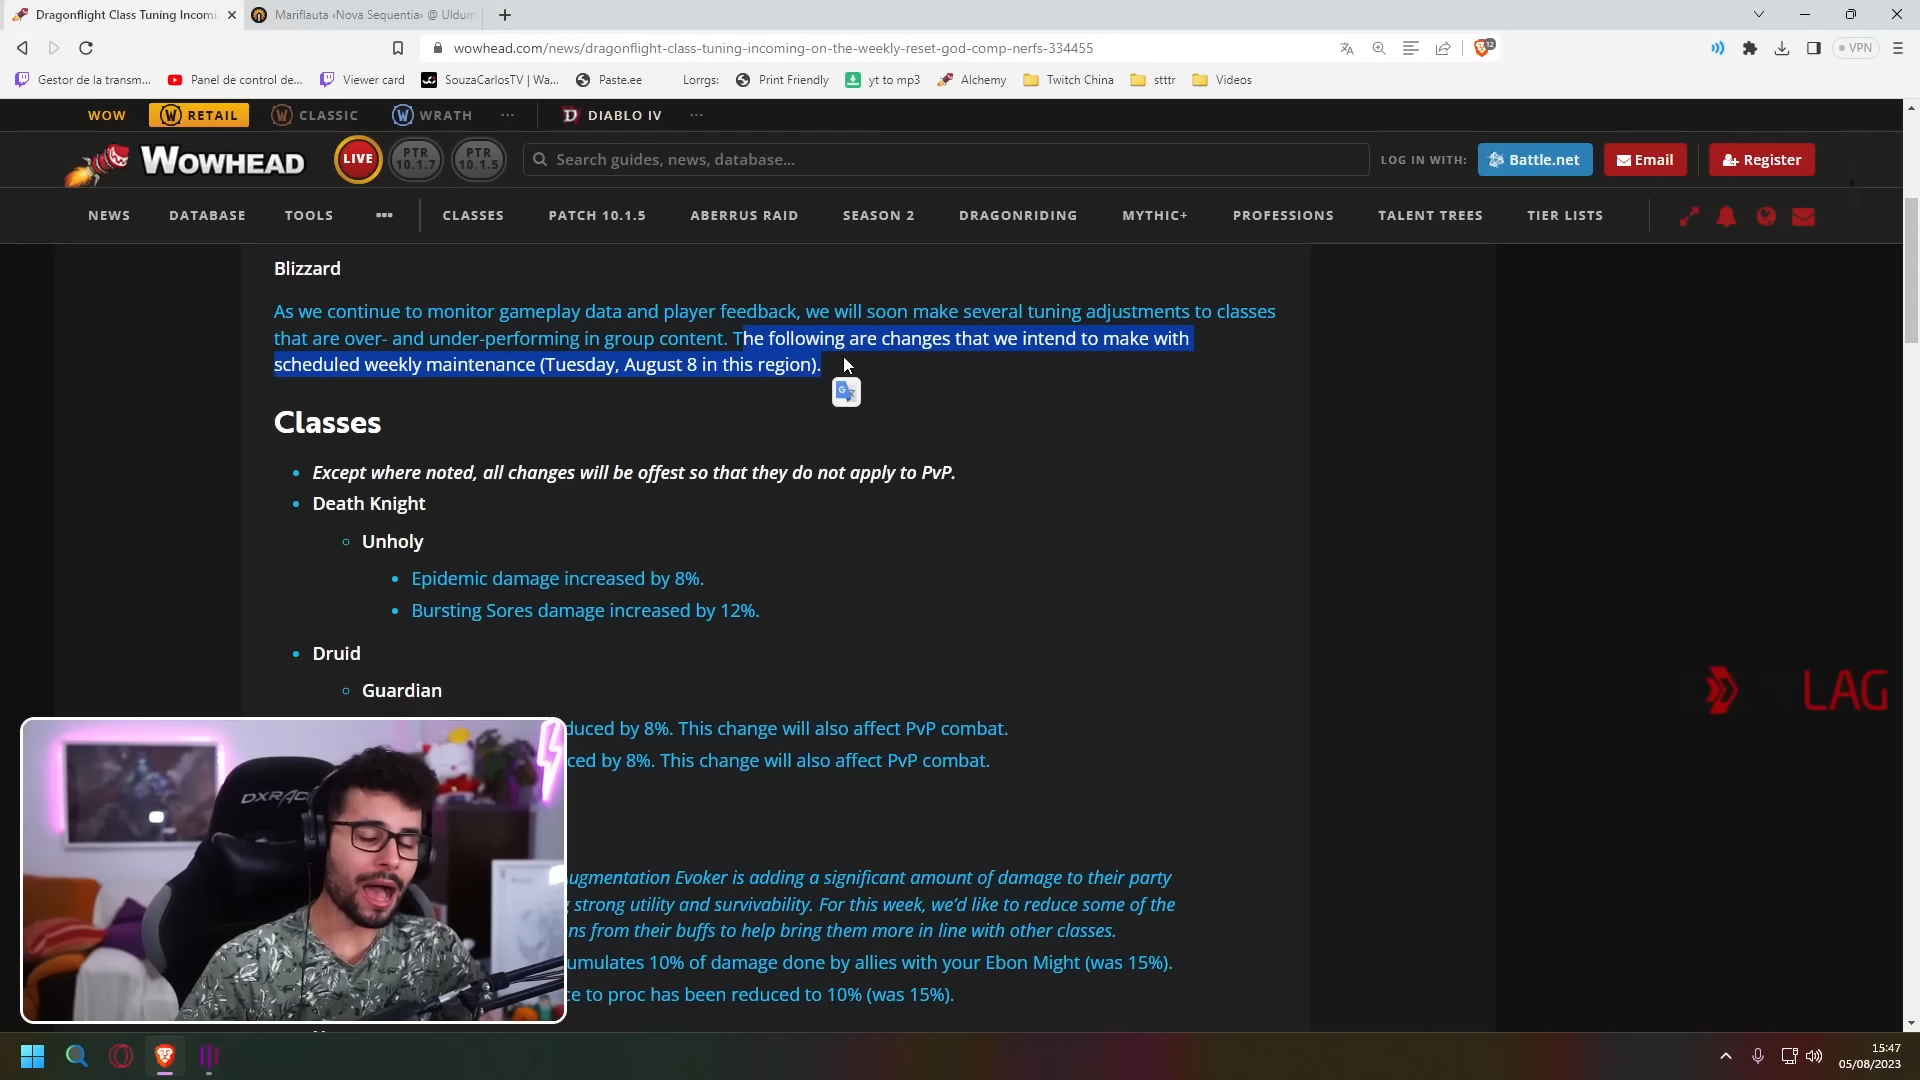 Dragonflight Class Tuning Incomi
Mariflauta ‹Nova Sequentia› @ Uldum
wowhead.com/news/dragonflight-class-tuning-incoming-on-the-weekly-reset-god-comp-nerfs-334455
12
VPN
Gestor de la transm...
Panel de control de...
Viewer card
SouzaCarlosTV | Wa...
Paste.ee
Lorrgs:
Print Friendly
yt to mp3
Alchemy
Twitch China
stttr
Videos
WOW
RETAIL
CLASSIC
WRATH
...
DIABLO IV
...
WOWHEAD
LIVE
PTR 10.1.7
PTR 10.1.5
Search guides, news, database...
LOG IN WITH:
Battle.net
Email
Register
NEWS
DATABASE
TOOLS
CLASSES
PATCH 10.1.5
ABERRUS RAID
SEASON 2
DRAGONRIDING
MYTHIC+
PROFESSIONS
TALENT TREES
TIER LISTS
Blizzard
As we continue to monitor gameplay data and player feedback, we will soon make several tuning adjustments to classes
that are over- and under-performing in group content. The following are changes that we intend to make with
scheduled weekly maintenance (Tuesday, August 8 in this region).
Classes
Except where noted, all changes will be offest so that they do not apply to PvP.
Death Knight
Unholy
Epidemic damage increased by 8%.
Bursting Sores damage increased by 12%.
Druid
Guardian
duced by 8%. This change will also affect PvP combat.
ced by 8%. This change will also affect PvP combat.
ugmentation Evoker is adding a significant amount of damage to their party
strong utility and survivability. For this week, we'd like to reduce some of the
ns from their buffs to help bring them more in line with other classes.
umulates 10% of damage done by allies with your Ebon Might (was 15%).
ce to proc has been reduced to 10% (was 15%).
LAG
DXRAC
15:47
05/08/2023